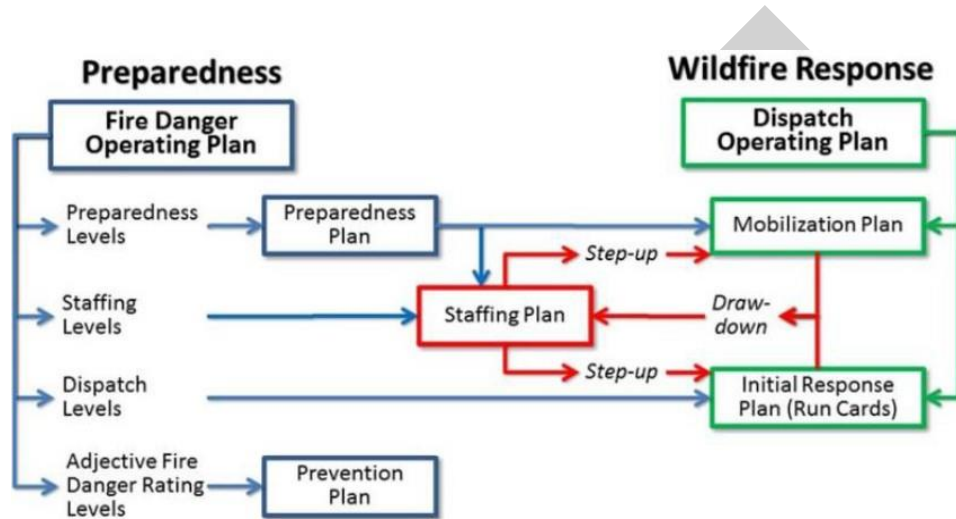 Preparedness
Wildfire Response
Fire Danger
Operating Plan
Dispatch
Operating Plan
Preparedness
Levels
Preparedness
Plan
Mobilization Plan
Step-up
Staffing
Levels
Staffing Plan
Draw-
down
Step-up
Dispatch
Levels
Initial Response
Plan (Run Cards)
Adjective Fire
Danger Rating
Levels
Prevention
Plan